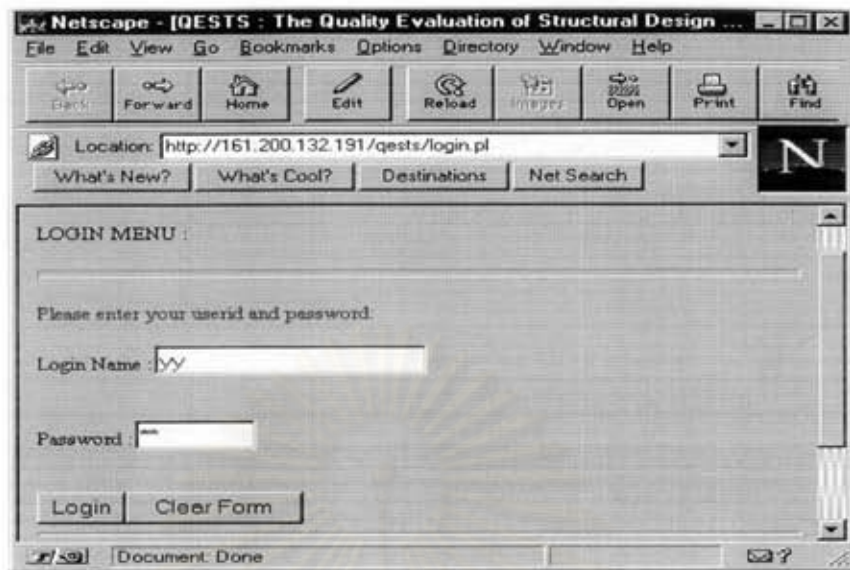 Netscape - [QESTS : The Quality Evaluation of Structural Design ...
File Edit View Go Bookmarks Options Directory Window Help
Back Forward Home Edit Reload Images Open Print Find
Location: http://161.200.132.191/qests/login.pl
N
What's New? What's Cool? Destinations Net Search
LOGIN MENU :
Please enter your userid and password.
Login Name : yy
Password : **
Login Clear Form
Document: Done
?